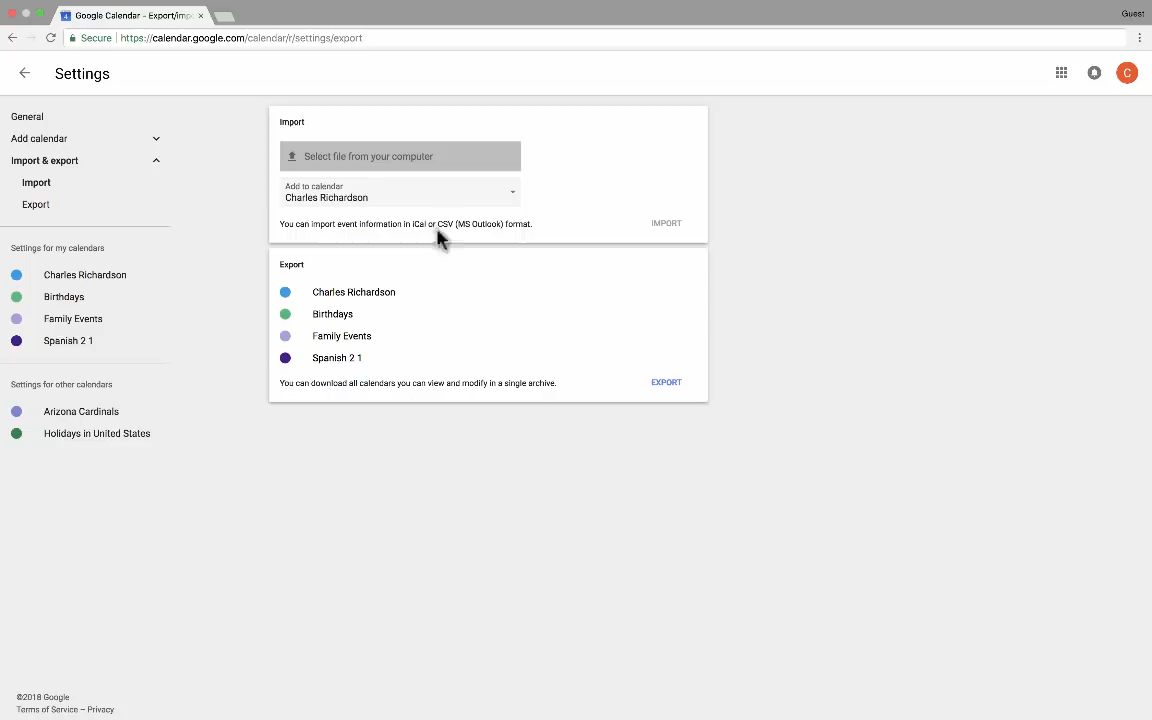 Google Calendar - Export/impo
Guest
Secure https://calendar.google.com/calendar/r/settings/export
Settings
C
General
Add calendar
Import & export
Import
Export
Settings for my calendars
Charles Richardson
Birthdays
Family Events
Spanish 2 1
Settings for other calendars
Arizona Cardinals
Holidays in United States
Import
Select file from your computer
Add to calendar
Charles Richardson
You can import event information in iCal or CSV (MS Outlook) format.
IMPORT
Export
Charles Richardson
Birthdays
Family Events
Spanish 2 1
You can download all calendars you can view and modify in a single archive.
EXPORT
©2018 Google
Terms of Service – Privacy